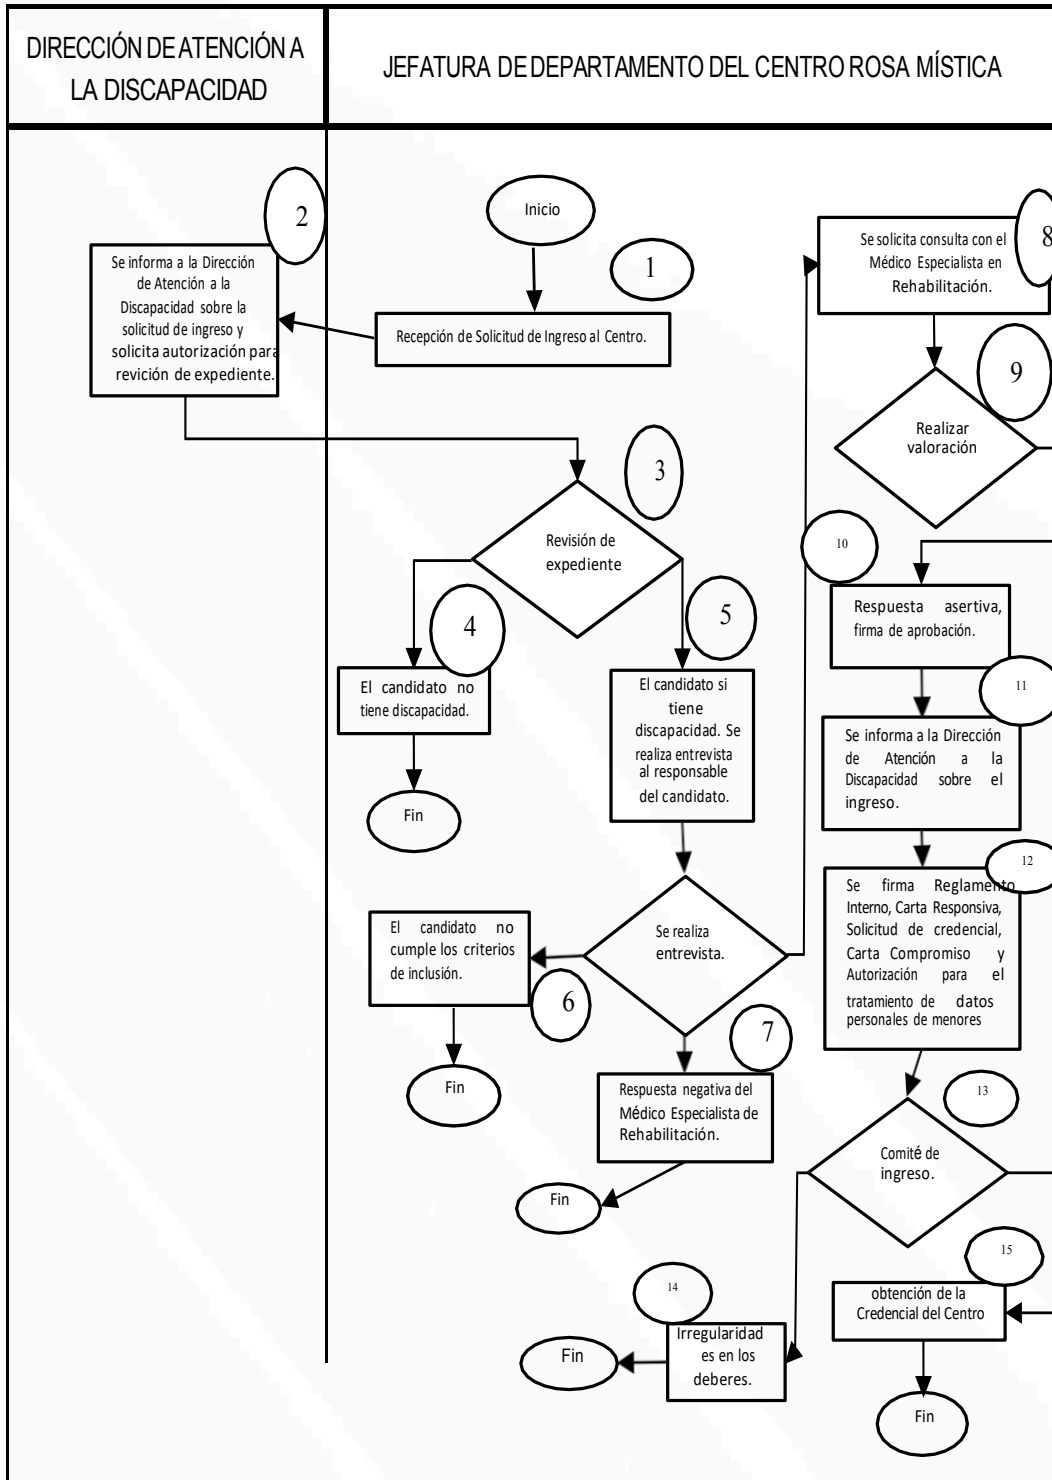 DIRECCIÓN DE ATENCIÓN A
LA DISCAPACIDAD
JEFATURA DE DEPARTAMENTO DEL CENTRO ROSA MÍSTICA
Inicio
1
Recepción de Solicitud de Ingreso al Centro.
2
Se informa a la Dirección
de Atención a la
Discapacidad sobre la
solicitud de ingreso y
solicita autorización para
revición de expediente.
3
Revisión de
expediente
4
El candidato no
tiene discapacidad.
Fin
5
El candidato si
tiene
discapacidad. Se
realiza entrevista
al responsable
del candidato.
Se realiza
entrevista.
El candidato no
cumple los criterios
de inclusión.
6
Fin
7
Respuesta negativa del
Médico Especialista de
Rehabilitación.
Fin
8
Se solicita consulta con el
Médico Especialista en
Rehabilitación.
9
Realizar
valoración
10
Respuesta asertiva,
firma de aprobación.
11
Se informa a la Dirección
de Atención a la
Discapacidad sobre el
ingreso.
12
Se firma Reglamento
Interno, Carta Responsiva,
Solicitud de credencial,
Carta Compromiso y
Autorización para el
tratamiento de datos
personales de menores
13
Comité de
ingreso.
14
Irregularidad
es en los
deberes.
Fin
15
obtención de la
Credencial del Centro
Fin